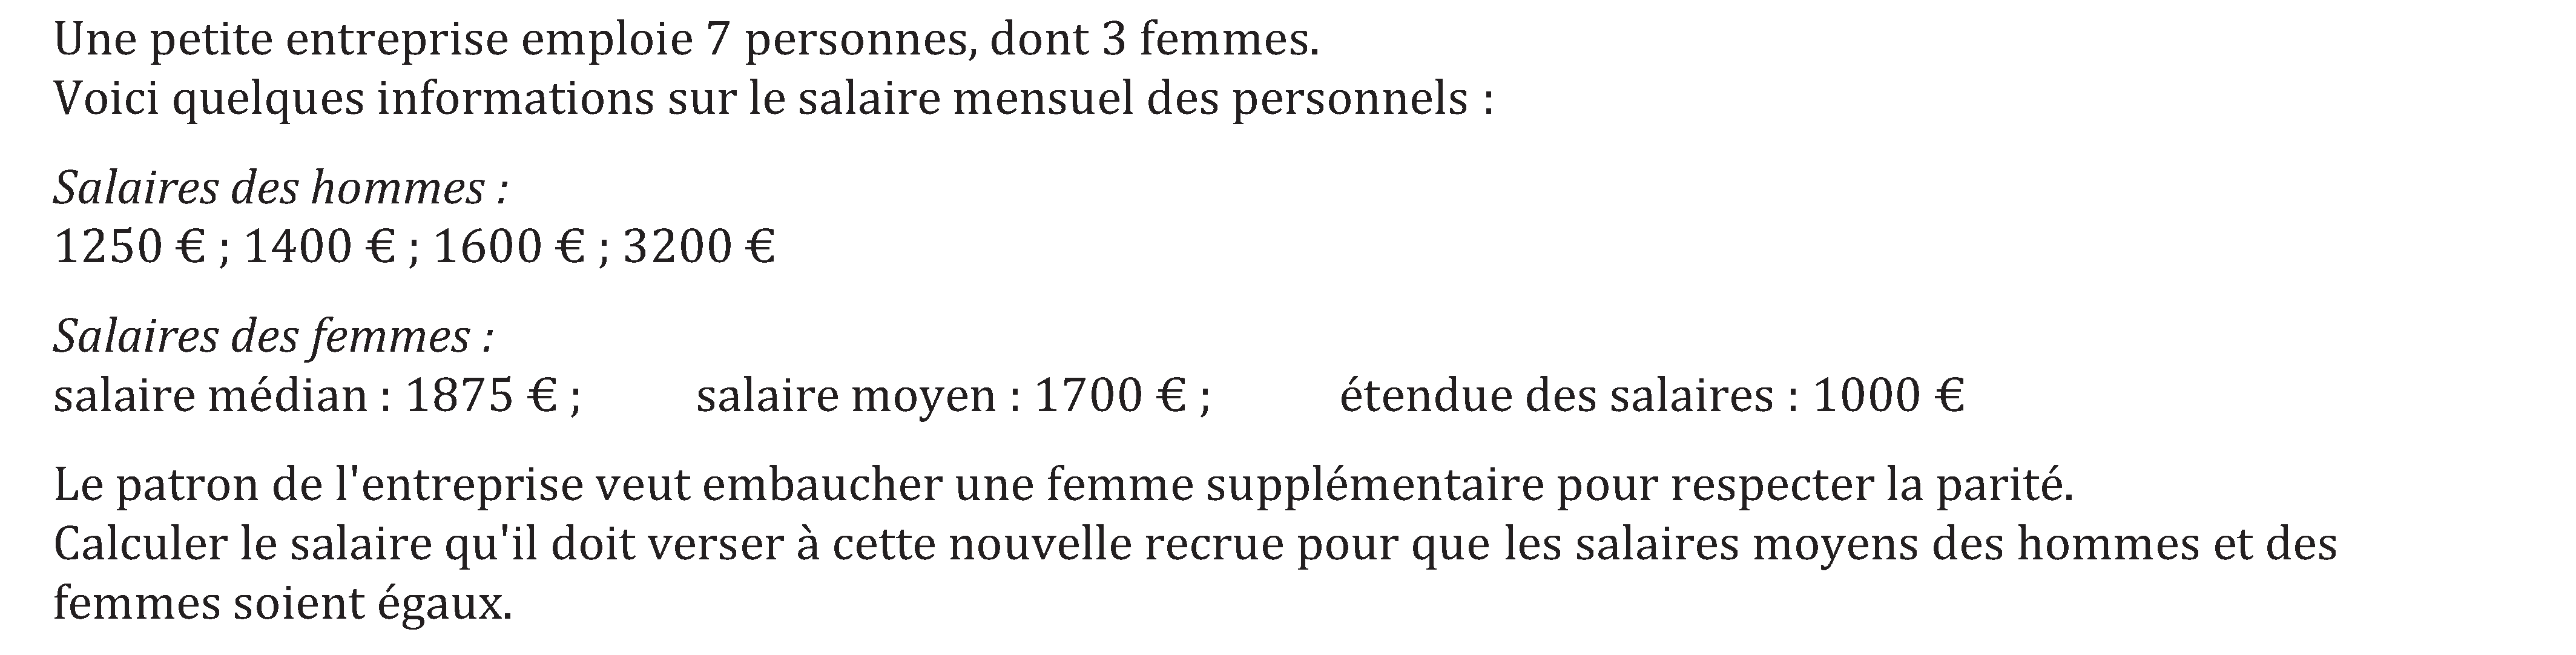 Une petite entreprise emploie 7 personnes, dont 3 femmes.
Voici quelques informations sur le salaire mensuel des personnels :
Salaires des hommes :
1250 € ; 1400 € ; 1600 € ; 3200 €
Salaires des femmes :
salaire médian : 1875 € ; salaire moyen : 1700 € ; étendue des salaires : 1000 €
Le patron de l'entreprise veut embaucher une femme supplémentaire pour respecter la parité.
Calculer le salaire qu'il doit verser à cette nouvelle recrue pour que les salaires moyens des hommes et des
femmes soient égaux.